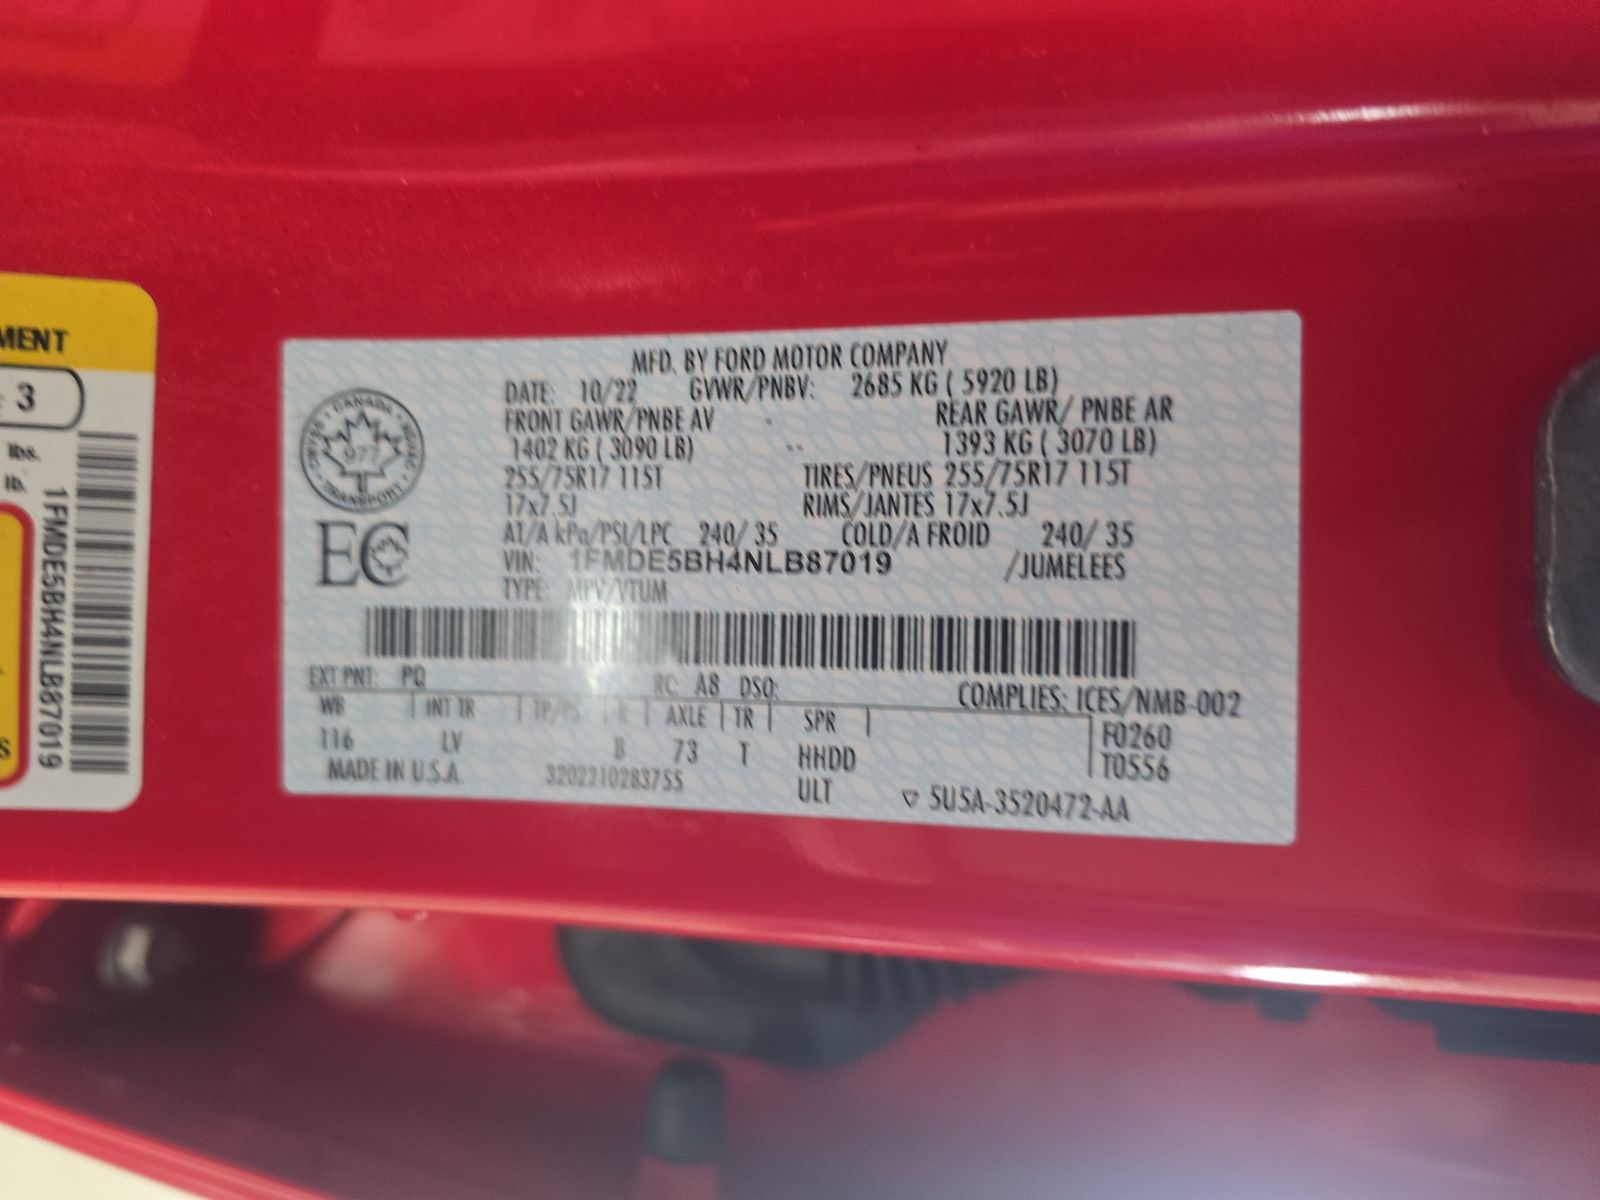 MENT
3
lbs.
lb.
1FMDE5BH4NLB87019
S
MFD. BY FORD MOTOR COMPANY
DATE: 10/22 GVWR/PNBV: 2685 KG ( 5920 LB)
FRONT GAWR/PNBE AV - REAR GAWR/ PNBE AR
1402 KG ( 3090 LB) -- 1393 KG ( 3070 LB)
255/75R17 115T TIRES/PNEUS 255/75R17 115T
17x7.5J RIMS/JANTES 17x7.5J
AT/A kPa/PSI/LPC 240/ 35 COLD/A FROID 240/ 35
VIN: 1FMDE5BH4NLB87019 /JUMELEES
TYPE: MPV/VTUM
CANADA
977
TRANSPORT
EC
EXT PNT: PQ RC: A8 DSO:
COMPLIES: ICES/NMB-002
WB | INT TR | TP/PS | R | AXLE | TR | SPR | F0260
116 LV B 73 T HHDD T0556
MADE IN U.S.A. 3202210283755 ULT ▽ 5U5A-3520472-AA